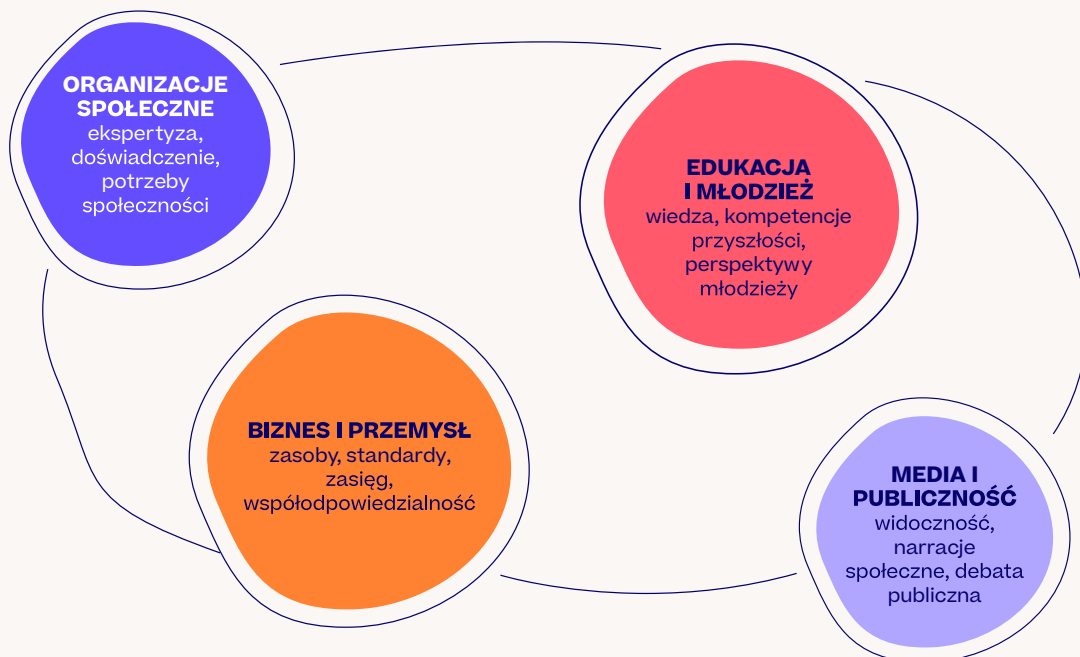 ORGANIZACJE
SPOŁECZNE
ekspertyza,
doświadczenie,
potrzeby
społeczności
EDUKACJA
I MŁODZIEŻ
wiedza, kompetencje
przyszłości,
perspektywy
młodzieży
BIZNES I PRZEMYSŁ
zasoby, standardy,
zasięg,
współodpowiedzialność
MEDIA I
PUBLICZNOŚĆ
widoczność,
narracje
społeczne, debata
publiczna